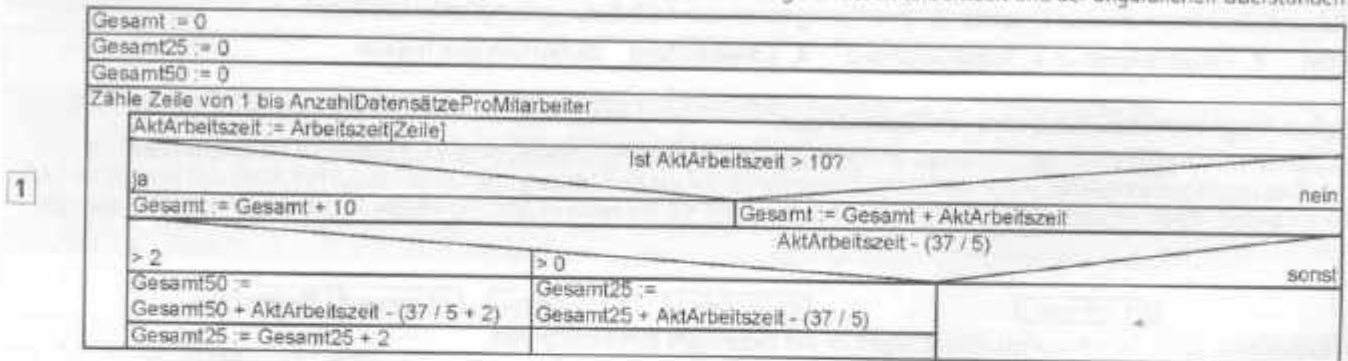 Gesamt := 0
Gesamt25 := 0
Gesamt50 := 0
Zähle Zeile von 1 bis AnzahlDatensätzeProMitarbeiter
AktArbeitszeit := Arbeitszeit[Zeile]
Ist AktArbeitszeit > 10?
1
ja
nein
Gesamt := Gesamt + 10
Gesamt := Gesamt + AktArbeitszeit
AktArbeitszeit - (37 / 5)
> 2
> 0
sonst
Gesamt50 :=
Gesamt50 + AktArbeitszeit - (37 / 5 + 2)
Gesamt25 :=
Gesamt25 + AktArbeitszeit - (37 / 5)
Gesamt25 := Gesamt25 + 2